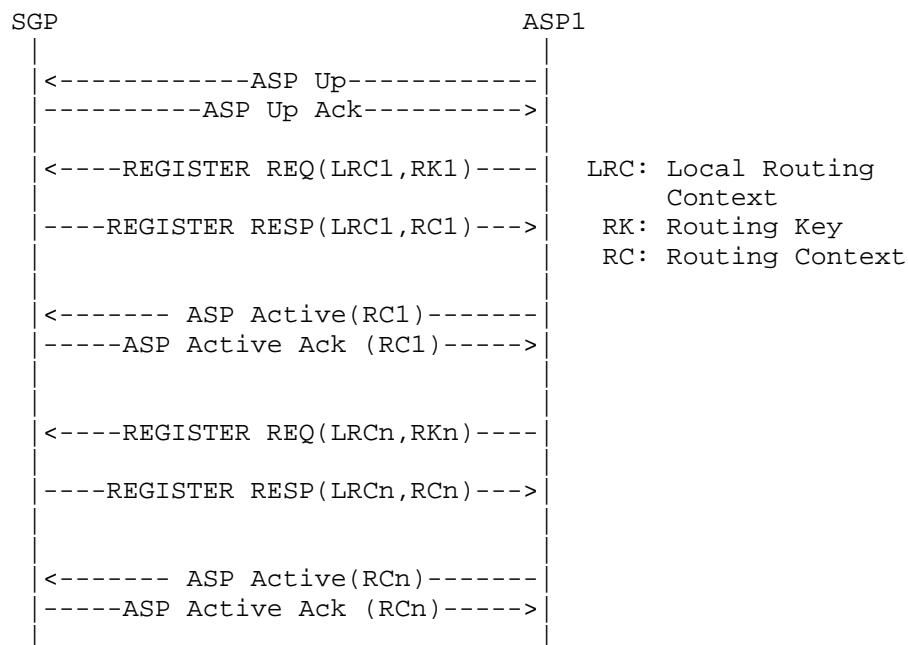 SGP ASP1
<------------ASP Up------------
----------ASP Up Ack---------->
<----REGISTER REQ(LRC1,RK1)---- LRC: Local Routing
Context
----REGISTER RESP(LRC1,RC1)---> RK: Routing Key
RC: Routing Context
<------- ASP Active(RC1)-------
-----ASP Active Ack (RC1)----->
<----REGISTER REQ(LRCn,RKn)----
----REGISTER RESP(LRCn,RCn)--->
<------- ASP Active(RCn)-------
-----ASP Active Ack (RCn)----->